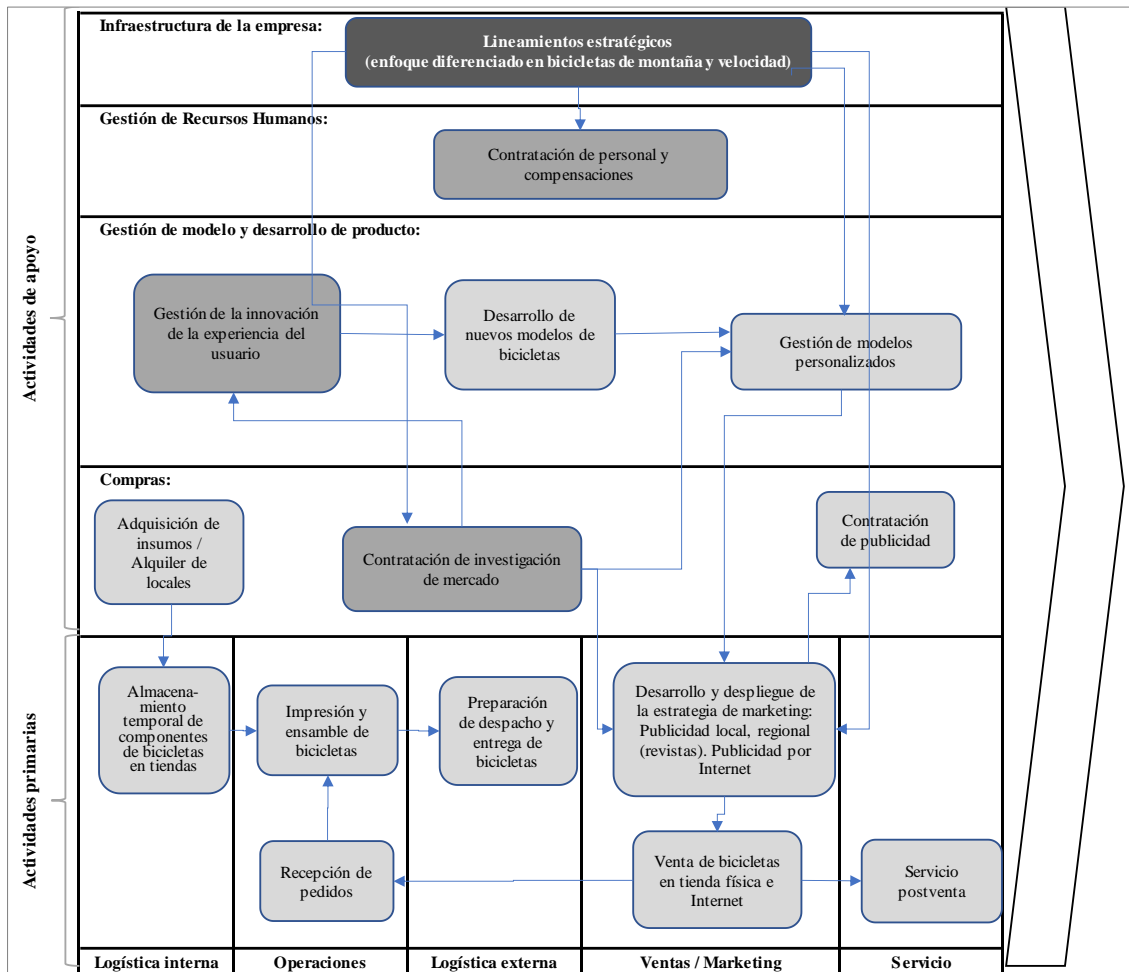 Infraestructura de la empresa:
Lineamientos estratégicos
(enfoque diferenciado en bicicletas de montaña y velocidad)
Gestión de Recursos Humanos:
Contratación de personal y
compensaciones
Actividades de apoyo
Gestión de modelo y desarrollo de producto:
Gestión de la innovación
de la experiencia del
usuario
Desarrollo de
nuevos modelos de
bicicletas
Gestión de modelos
personalizados
Compras:
Adquisición de
insumos /
Alquiler de
locales
Contratación de investigación
de mercado
Contratación
de publicidad
Actividades primarias
Almacena-
miento
temporal de
componentes
de bicicletas
en tiendas
Impresión y
ensamble de
bicicletas
Preparación
de despacho y
entrega de
bicicletas
Desarrollo y despliegue de
la estrategia de marketing:
Publicidad local, regional
(revistas). Publicidad por
Internet
Recepción de
pedidos
Venta de bicicletas
en tienda física e
Internet
Servicio
postventa
Logística interna
Operaciones
Logística externa
Ventas / Marketing
Servicio